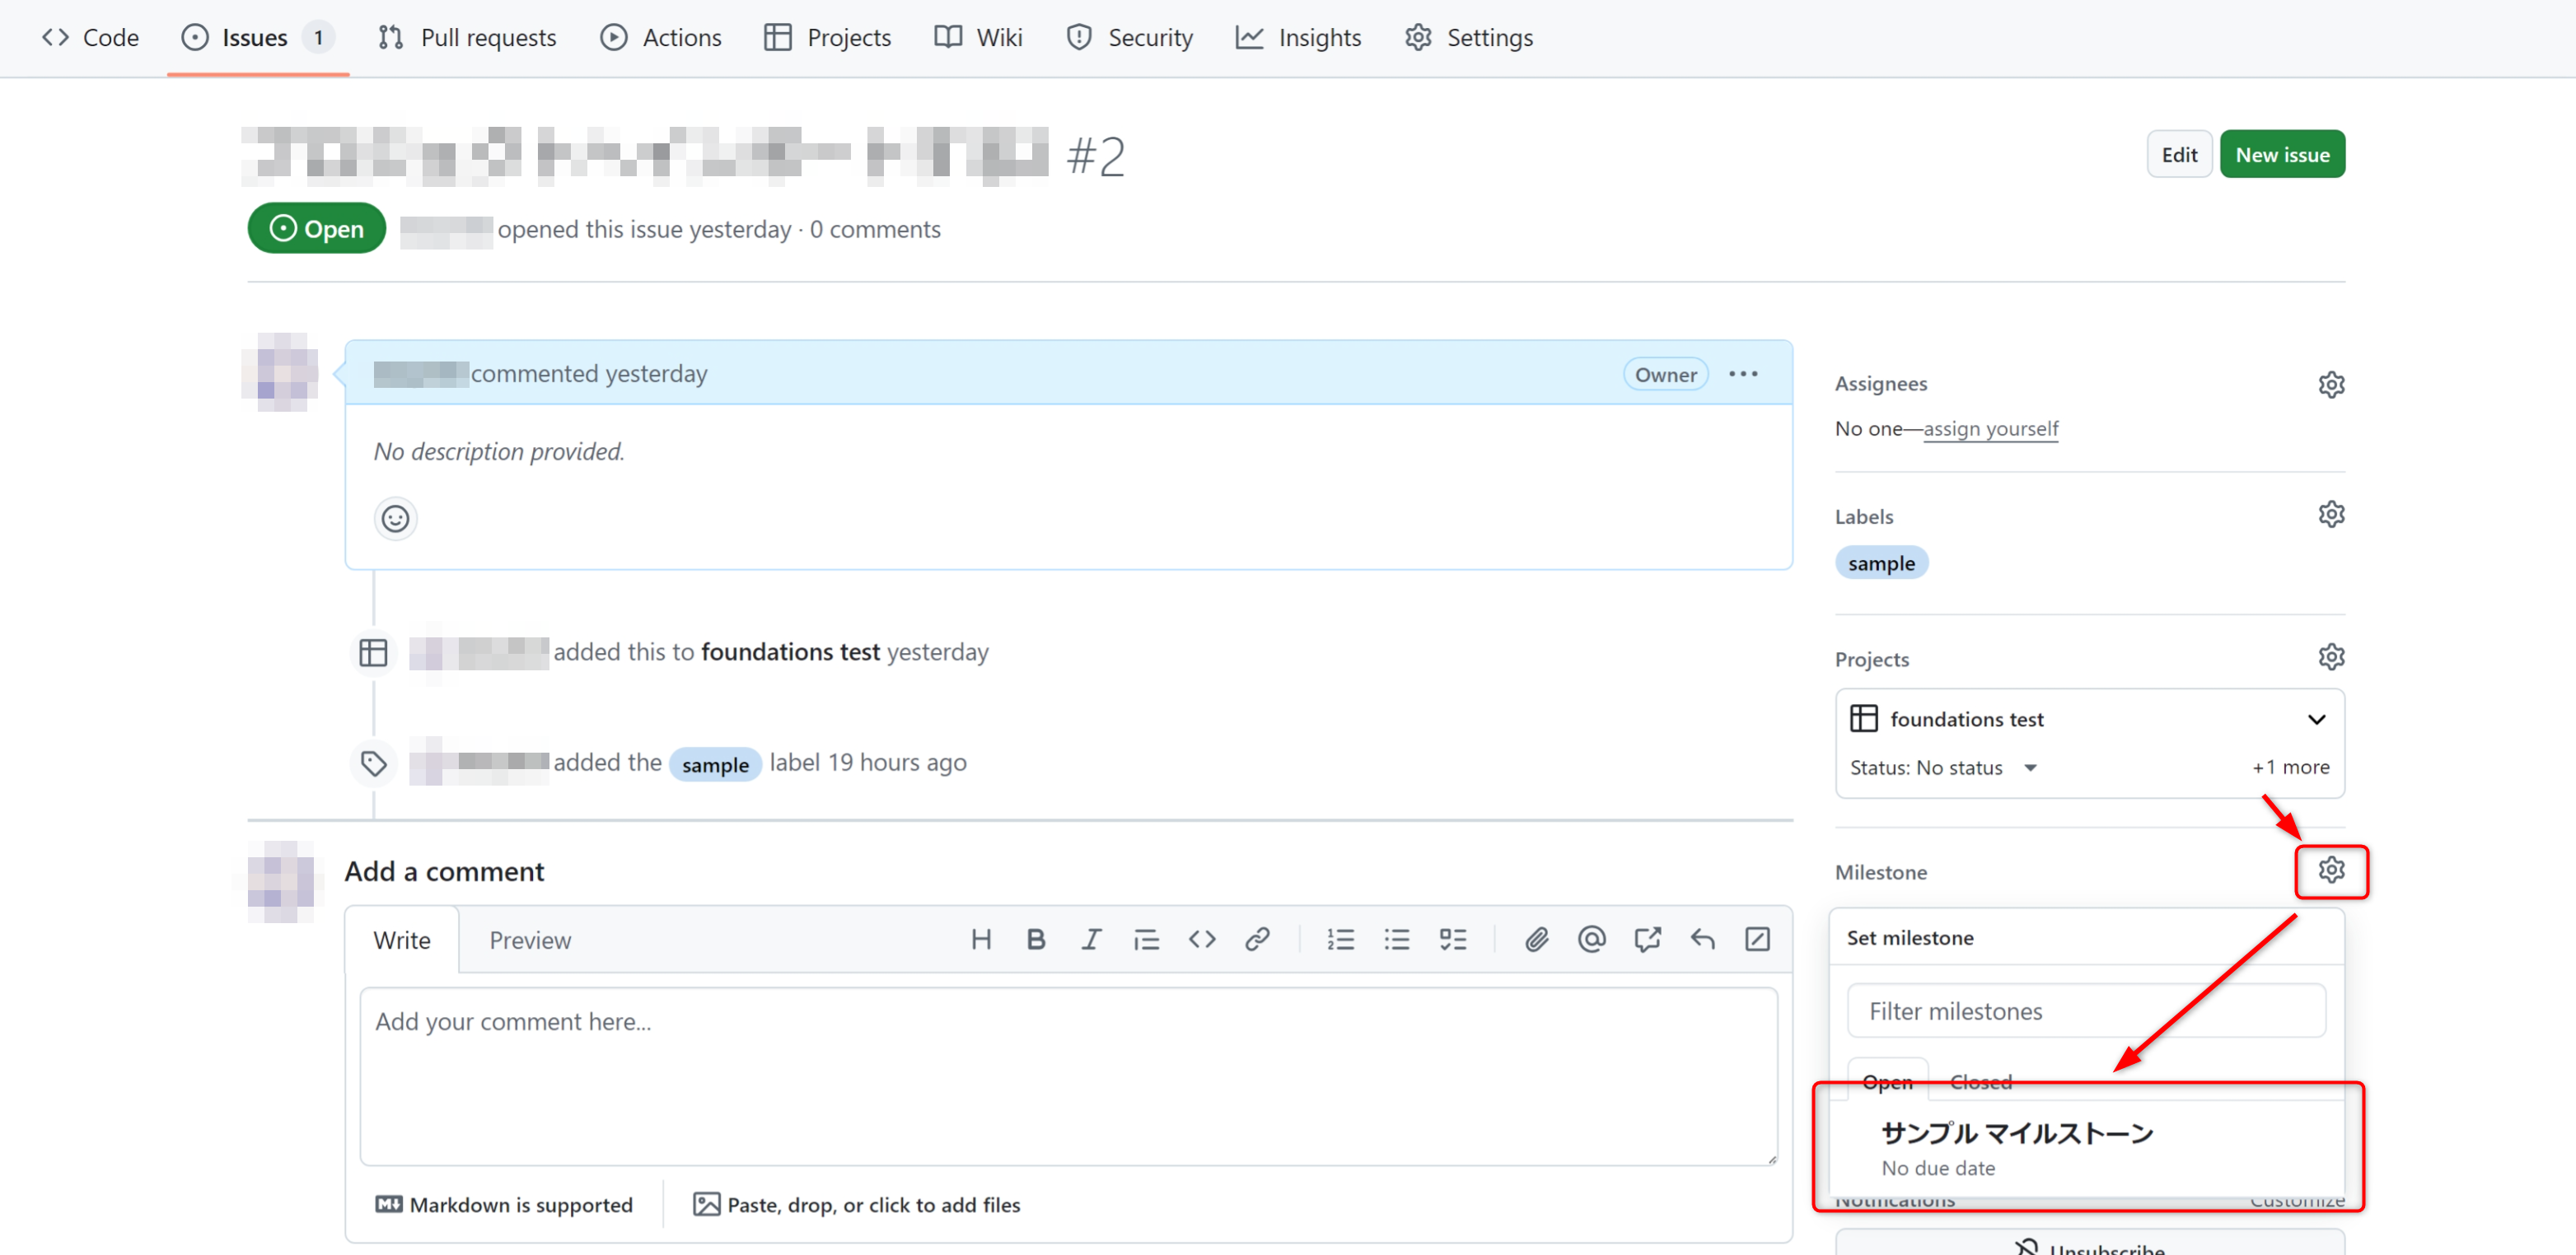 Code Issues 1 Pull requests Actions Projects Wiki Security Insights Settings
#2
Edit New issue
Open opened this issue yesterday · 0 comments
commented yesterday Owner
No description provided.
added this to foundations test yesterday
added the sample label 19 hours ago
Add a comment
Write Preview
Add your comment here...
Markdown is supported Paste, drop, or click to add files
Assignees
No one—assign yourself
Labels
sample
Projects
foundations test
Status: No status +1 more
Milestone
Set milestone
Filter milestones
Open Closed
サンプル マイルストーン
No due date
Notifications Customize
Unsubscribe